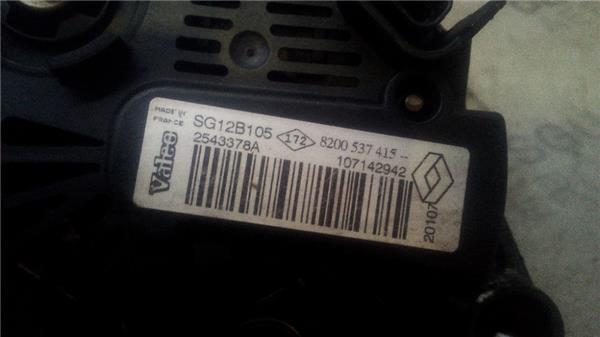 MADE IN
FRANCE
Valeo
SG12B105 172 8200 537 415 --
2543378A 107142942
20107